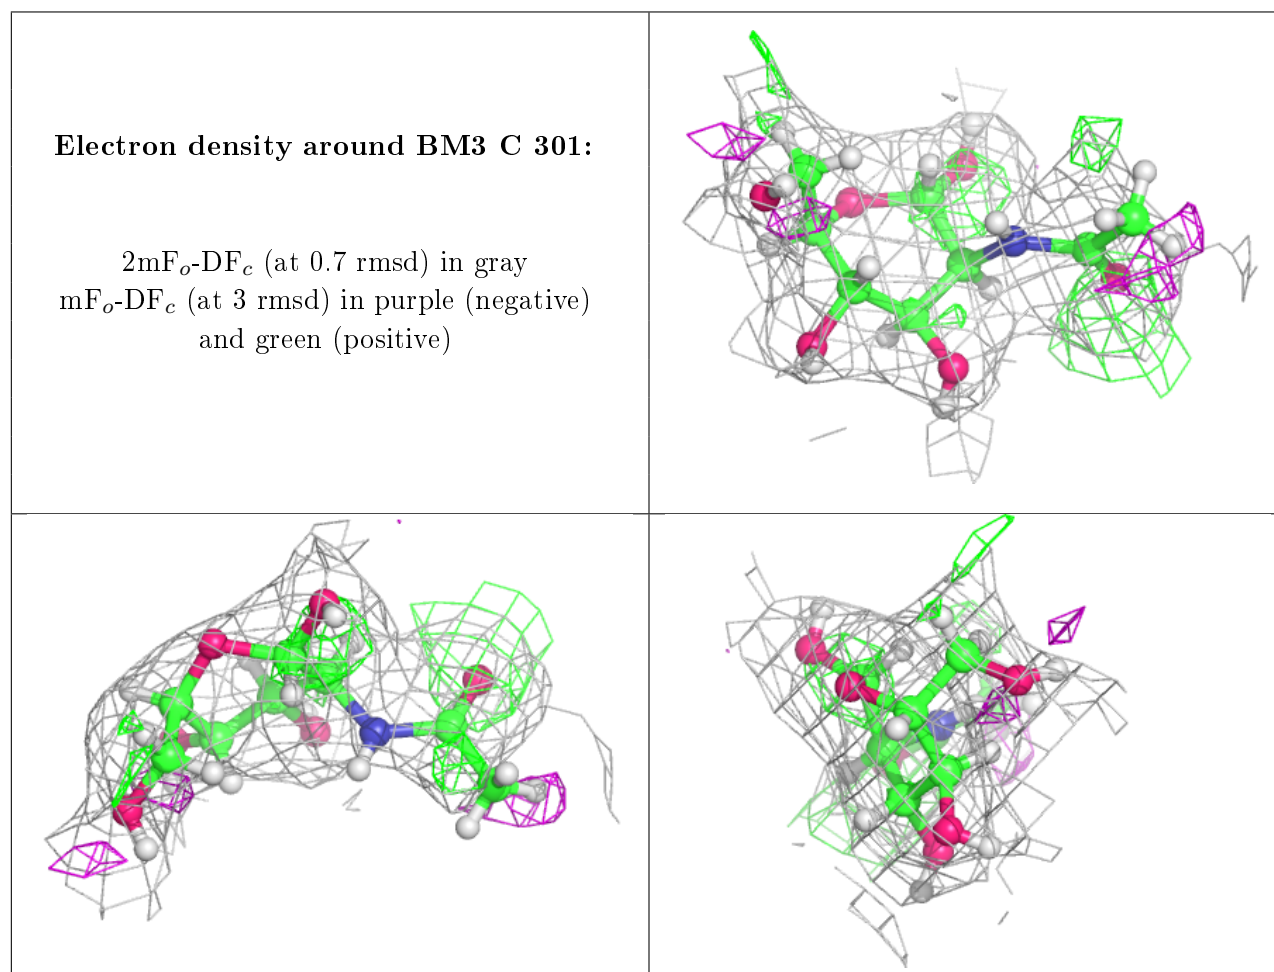 Electron density around BM3 C 301:
2mFₒ-DF𝒸 (at 0.7 rmsd) in gray
mFₒ-DF𝒸 (at 3 rmsd) in purple (negative)
and green (positive)